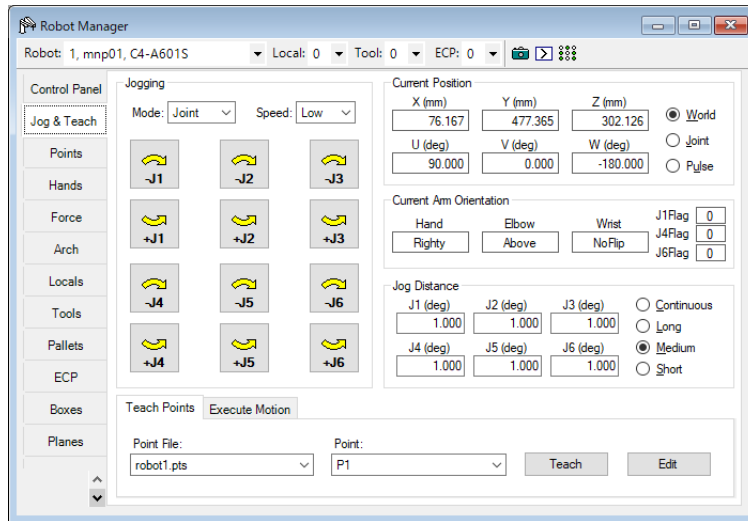 Robot Manager
Robot: 1, mnp01, C4-A601S Local: 0 Tool: 0 ECP: 0
Control Panel
Jog & Teach
Points
Hands
Force
Arch
Locals
Tools
Pallets
ECP
Boxes
Planes
Jogging
Mode: Joint Speed: Low
-J1 -J2 -J3
+J1 +J2 +J3
-J4 -J5 -J6
+J4 +J5 +J6
Current Position
X (mm) Y (mm) Z (mm)
76.167 477.365 302.126
U (deg) V (deg) W (deg)
90.000 0.000 -180.000
World
Joint
Pulse
Current Arm Orientation
Hand Elbow Wrist
Righty Above NoFlip
J1Flag 0
J4Flag 0
J6Flag 0
Jog Distance
J1 (deg) J2 (deg) J3 (deg)
1.000 1.000 1.000
J4 (deg) J5 (deg) J6 (deg)
1.000 1.000 1.000
Continuous
Long
Medium
Short
Teach Points Execute Motion
Point File: Point:
robot1.pts P1 Teach Edit